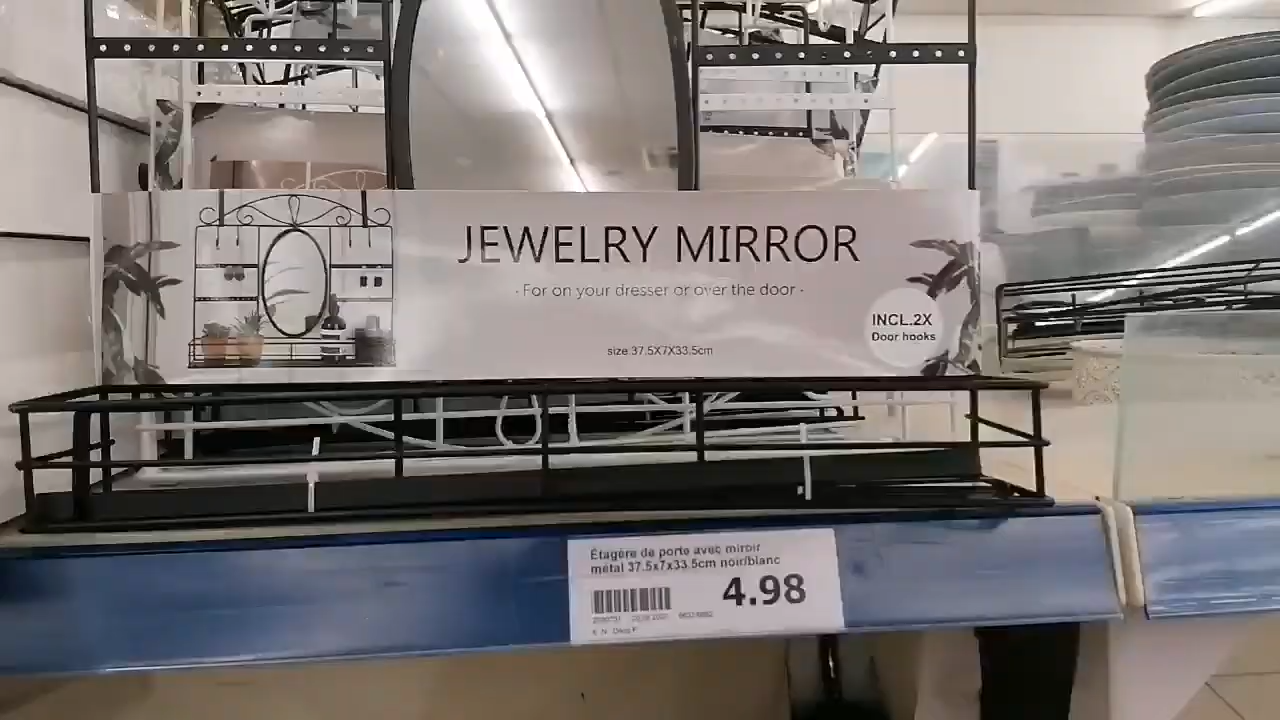 JEWELRY MIRROR
· For on your dresser or over the door ·
size 37.5X7X33.5cm
INCL.2X
Door hooks
Étagère de porte avec miroir
métal 37.5x7x33.5cm noir/blanc
4.98